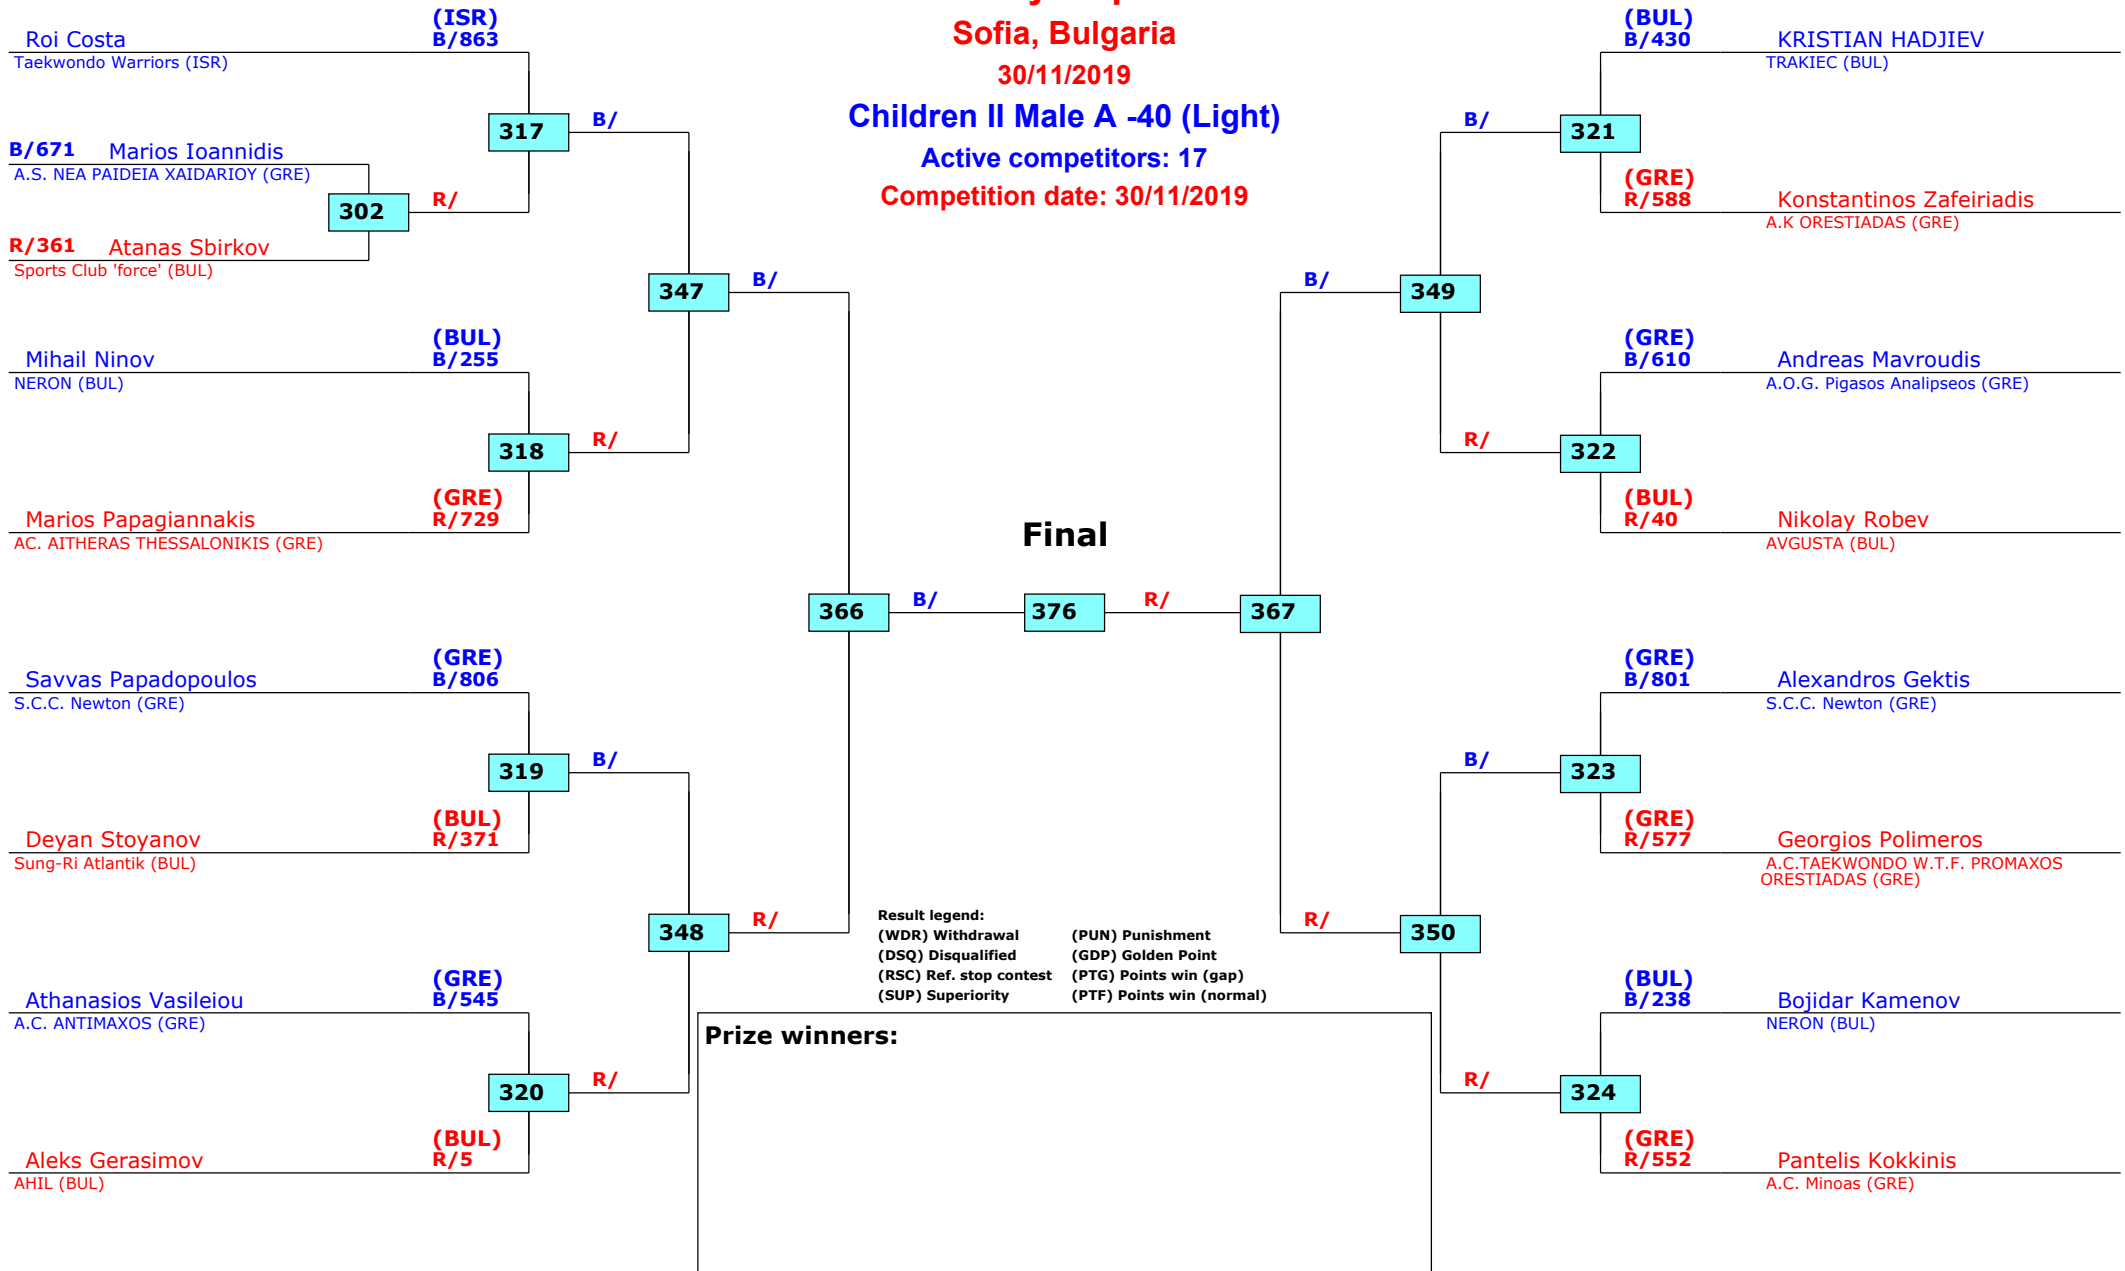 Sofia, Bulgaria
30/11/2019
Children II Male A -40 (Light)
Active competitors: 17
Competition date: 30/11/2019
(ISR)
Roi Costa B/863
Taekwondo Warriors (ISR)
317 B/
B/671 Marios Ioannidis
A.S. NEA PAIDEIA XAIDARIOY (GRE)
302 R/
R/361 Atanas Sbirkov
Sports Club 'force' (BUL)
347 B/
(BUL)
Mihail Ninov B/255
NERON (BUL)
318 R/
(GRE)
Marios Papagiannakis R/729
AC. AITHERAS THESSALONIKIS (GRE)
Final
366 B/ 376 R/ 367
(GRE)
Savvas Papadopoulos B/806
S.C.C. Newton (GRE)
319 B/
(BUL)
Deyan Stoyanov R/371
Sung-Ri Atlantik (BUL)
348 R/
(GRE)
Athanasios Vasileiou B/545
A.C. ANTIMAXOS (GRE)
320 R/
(BUL)
Aleks Gerasimov R/5
AHIL (BUL)
(BUL)
B/430 KRISTIAN HADJIEV
TRAKIEC (BUL)
B/ 321
(GRE)
R/588 Konstantinos Zafeiriadis
A.K ORESTIADAS (GRE)
B/ 349
(GRE)
B/610 Andreas Mavroudis
A.O.G. Pigasos Analipseos (GRE)
R/ 322
(BUL)
R/40 Nikolay Robev
AVGUSTA (BUL)
(GRE)
B/801 Alexandros Gektis
S.C.C. Newton (GRE)
B/ 323
(GRE)
R/577 Georgios Polimeros
A.C.TAEKWONDO W.T.F. PROMAXOS
ORESTIADAS (GRE)
R/ 350
(BUL)
B/238 Bojidar Kamenov
NERON (BUL)
R/ 324
(GRE)
R/552 Pantelis Kokkinis
A.C. Minoas (GRE)
Result legend:
(WDR) Withdrawal (PUN) Punishment
(DSQ) Disqualified (GDP) Golden Point
(RSC) Ref. stop contest (PTG) Points win (gap)
(SUP) Superiority (PTF) Points win (normal)
Prize winners: